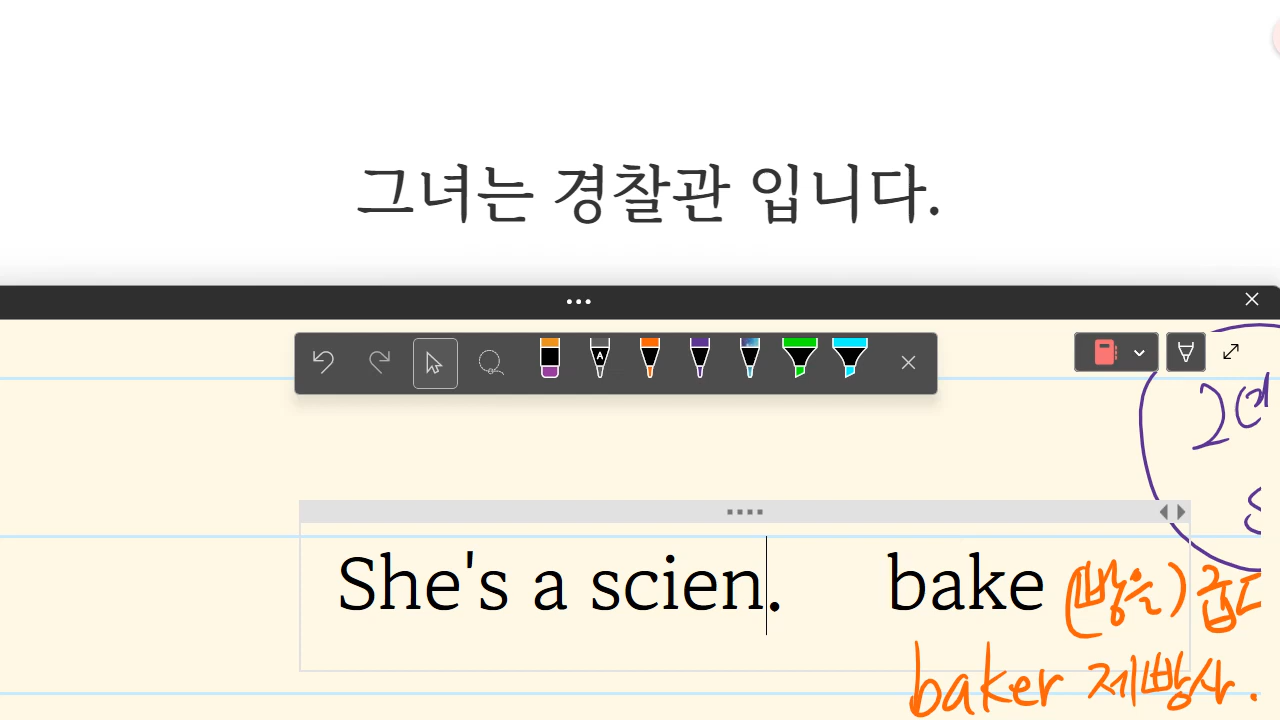 그녀는 경찰관 입니다.
She's a scien. bake (빵을) 굽
baker 제빵사.